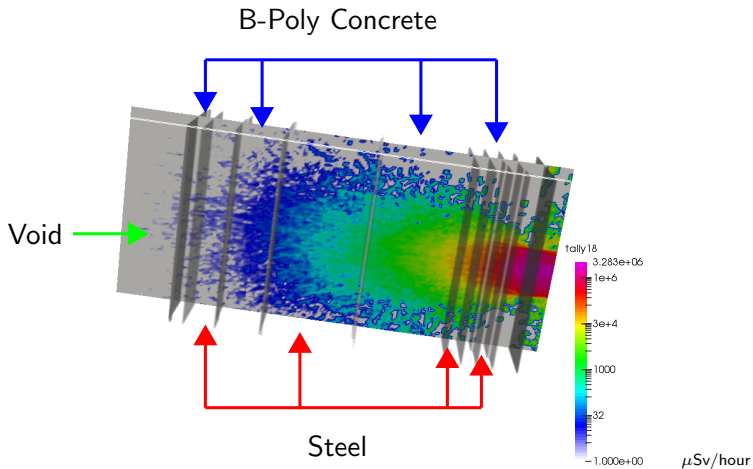 B-Poly Concrete
Void
tally18
3.283e+06
1e+6
3e+4
1000
32
1.000e+00
μSv/hour
Steel